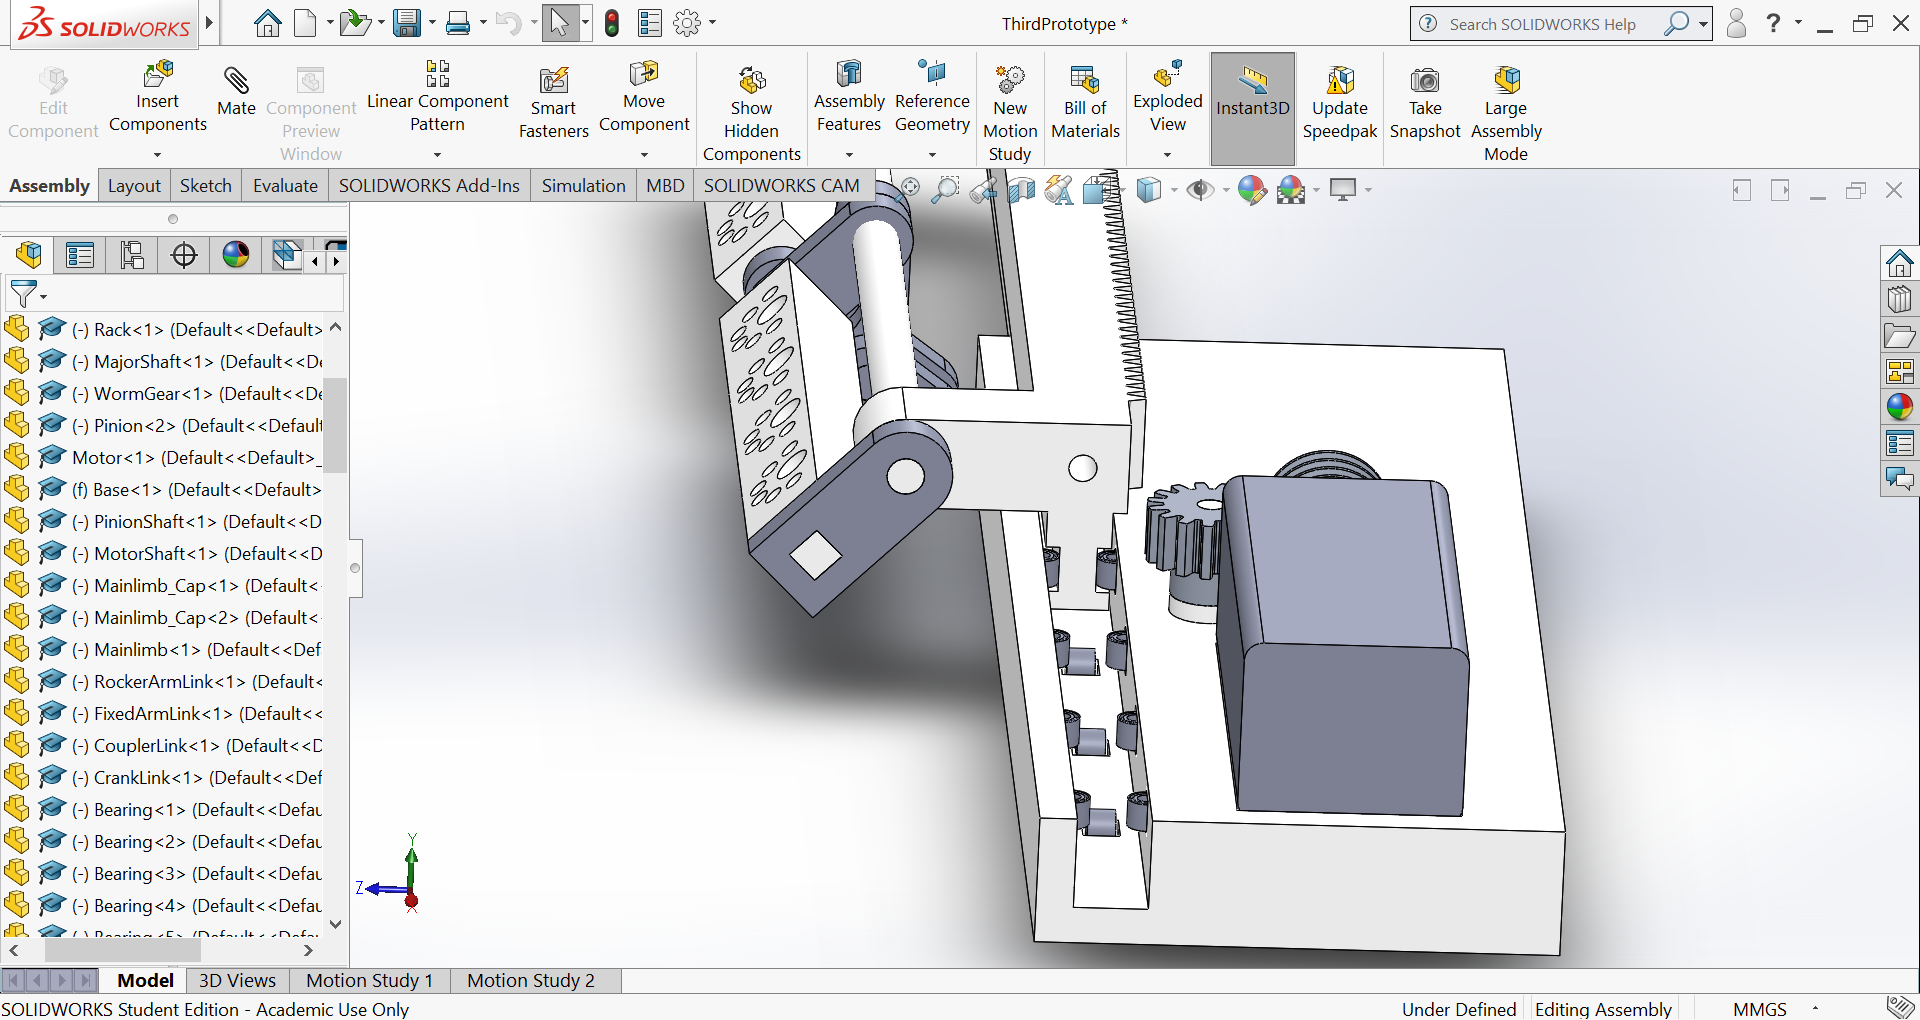 SOLIDWORKS
ThirdPrototype *
Search SOLIDWORKS Help
?
Edit Component
Insert Components
Mate
Component Preview Window
Linear Component Pattern
Smart Fasteners
Move Component
Show Hidden Components
Assembly Features
Reference Geometry
New Motion Study
Bill of Materials
Exploded View
Instant3D
Update Speedpak
Take Snapshot
Large Assembly Mode
Assembly
Layout
Sketch
Evaluate
SOLIDWORKS Add-Ins
Simulation
MBD
SOLIDWORKS CAM
(-) Rack<1> (Default<<Default>
(-) MajorShaft<1> (Default<<De
(-) WormGear<1> (Default<<De
(-) Pinion<2> (Default<<Default
Motor<1> (Default<<Default>_
(f) Base<1> (Default<<Default>
(-) PinionShaft<1> (Default<<D
(-) MotorShaft<1> (Default<<D
(-) Mainlimb_Cap<1> (Default<
(-) Mainlimb_Cap<2> (Default<
(-) Mainlimb<1> (Default<<Def
(-) RockerArmLink<1> (Default<
(-) FixedArmLink<1> (Default<<
(-) CouplerLink<1> (Default<<D
(-) CrankLink<1> (Default<<Def
(-) Bearing<1> (Default<<Defau
(-) Bearing<2> (Default<<Defau
(-) Bearing<3> (Default<<Defau
(-) Bearing<4> (Default<<Defau
(-) Bearing<5> (Default<<Defau
Y
Z
X
Model
3D Views
Motion Study 1
Motion Study 2
SOLIDWORKS Student Edition - Academic Use Only
Under Defined
Editing Assembly
MMGS